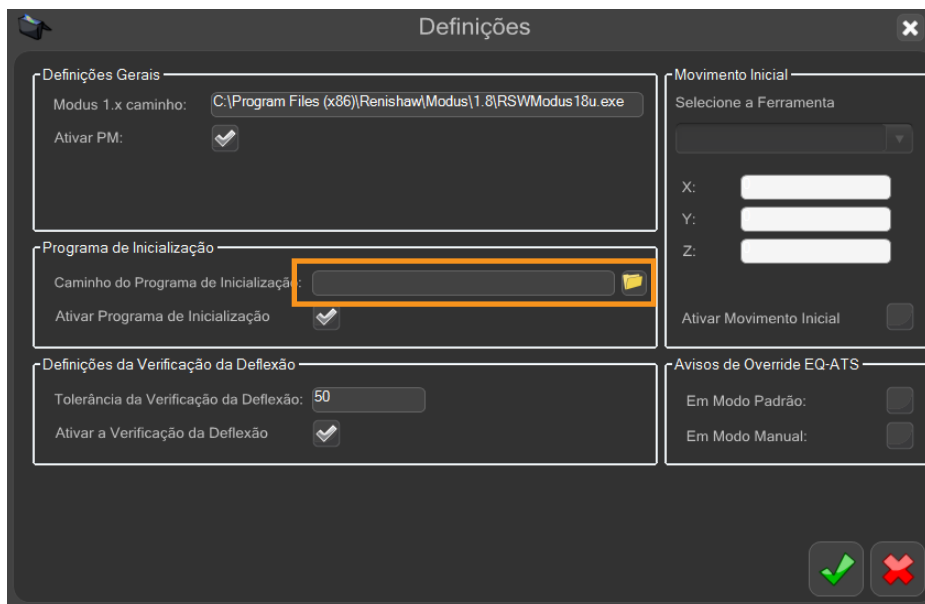 Definições
Definições Gerais
Modus 1.x caminho: C:\Program Files (x86)\Renishaw\Modus\1.8\RSWModus18u.exe
Ativar PM:
Programa de Inicialização
Caminho do Programa de Inicialização:
Ativar Programa de Inicialização
Definições da Verificação da Deflexão
Tolerância da Verificação da Deflexão: 50
Ativar a Verificação da Deflexão
Movimento Inicial
Selecione a Ferramenta
X:
Y:
Z:
Ativar Movimento Inicial
Avisos de Override EQ-ATS
Em Modo Padrão:
Em Modo Manual: